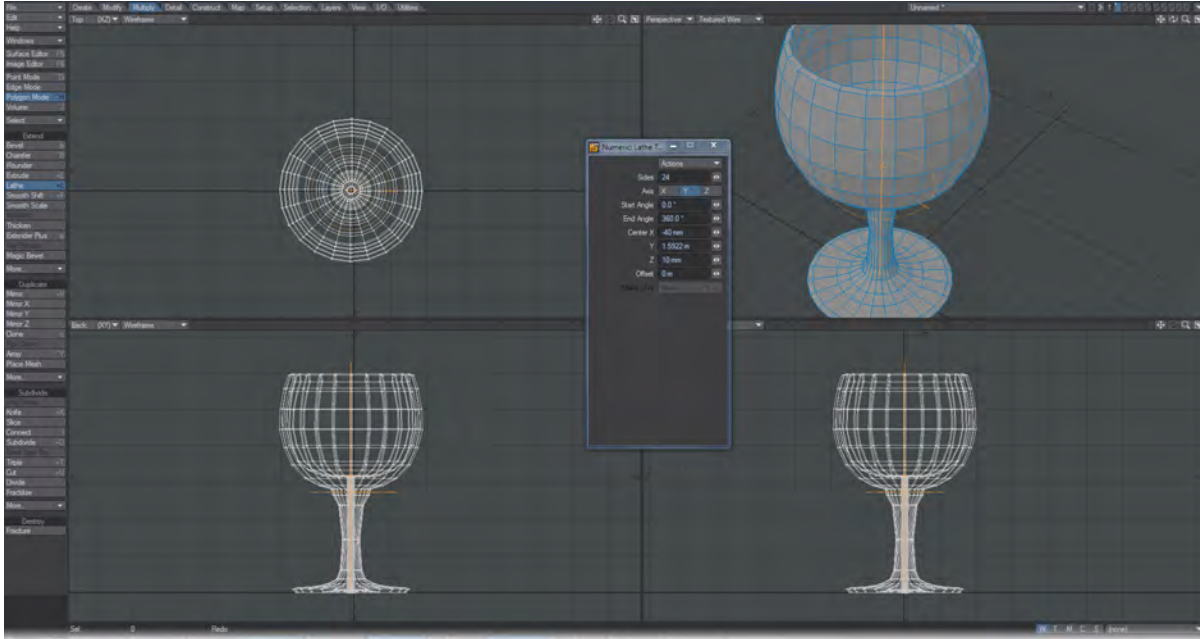 File
Create Modify Multiply Detail Construct Map Setup Selection Layers View I/O Utilities
Unnamed *
Edit
Top (XZ) Wireframe
Perspective Textured Wire
Help
Windows
Surface Editor F5
Image Editor F6
Point Mode
Edge Mode
Polygon Mode
Volume
Select
Extend
Bevel
Chamfer
Rounder
Extrude
Lathe
Smooth Shift
Smooth Scale
Thicken
Extender Plus
Magic Bevel
More...
Duplicate
Mirror
Mirror X
Mirror Y
Mirror Z
Clone
Array
Place Mesh
More...
Subdivide
Knife
Slice
Connect
Subdivide
Triple
Cut
Divide
Fractalize
More...
Destroy
Fracture
Numeric: Lathe T
Actions
Sides 24
Axis X Y Z
Start Angle 0.0 °
End Angle 360.0 °
Center X -40 mm
Y 1.5922 m
Z 10 mm
Offset 0 m
Back (XY) Wireframe
Sel: 0 Redo
W T M C S (none)